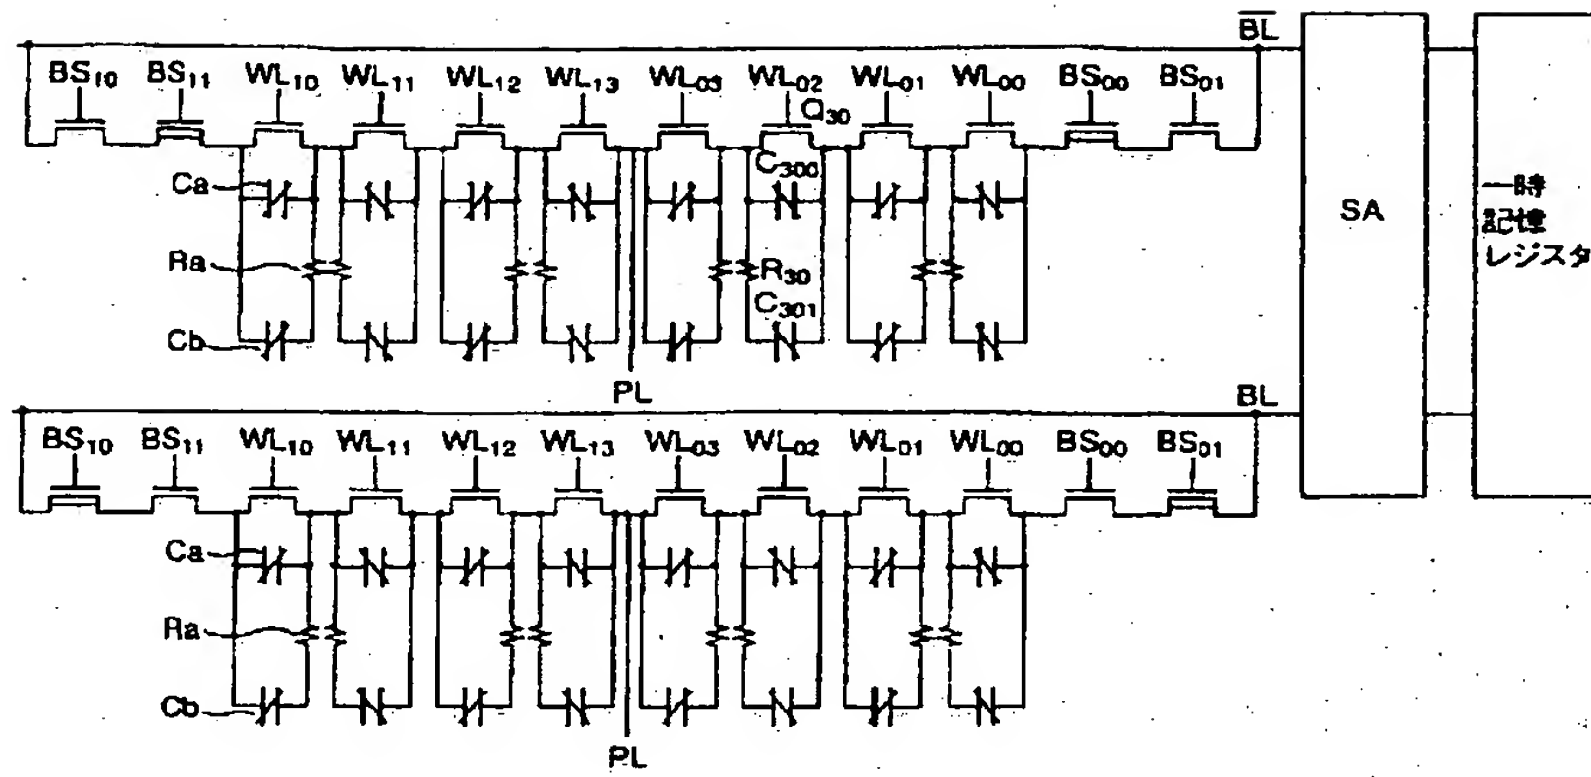 BL
BS10 BS11 WL10 WL11 WL12 WL13 WL03 WL02 WL01 WL00 BS00 BS01
Q30
C300
Ca
Ra
R30
C301
Cb
PL
SA
一時
記憶
レジスタ
BL
BS10 BS11 WL10 WL11 WL12 WL13 WL03 WL02 WL01 WL00 BS00 BS01
Ca
Ra
Cb
PL